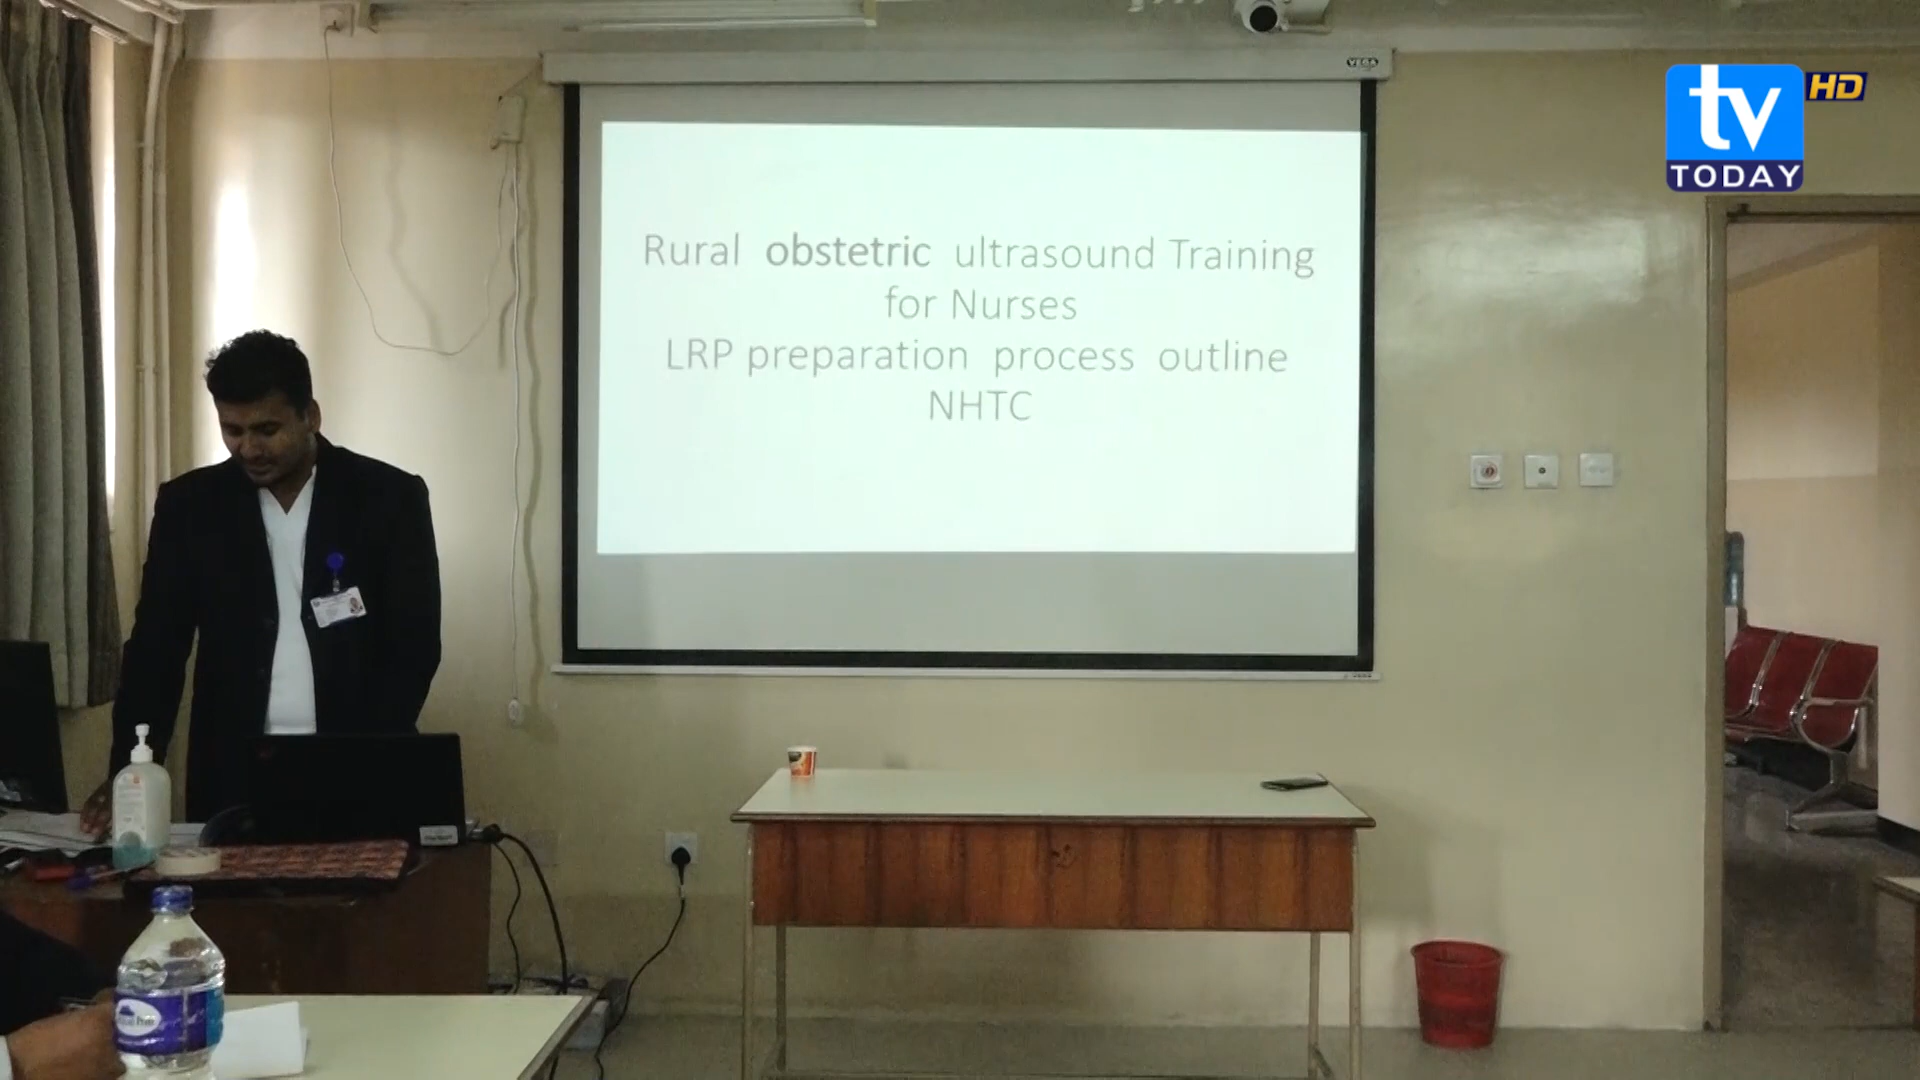 VEGA
tv HD
TODAY
Rural obstetric ultrasound Training
for Nurses
LRP preparation process outline
NHTC